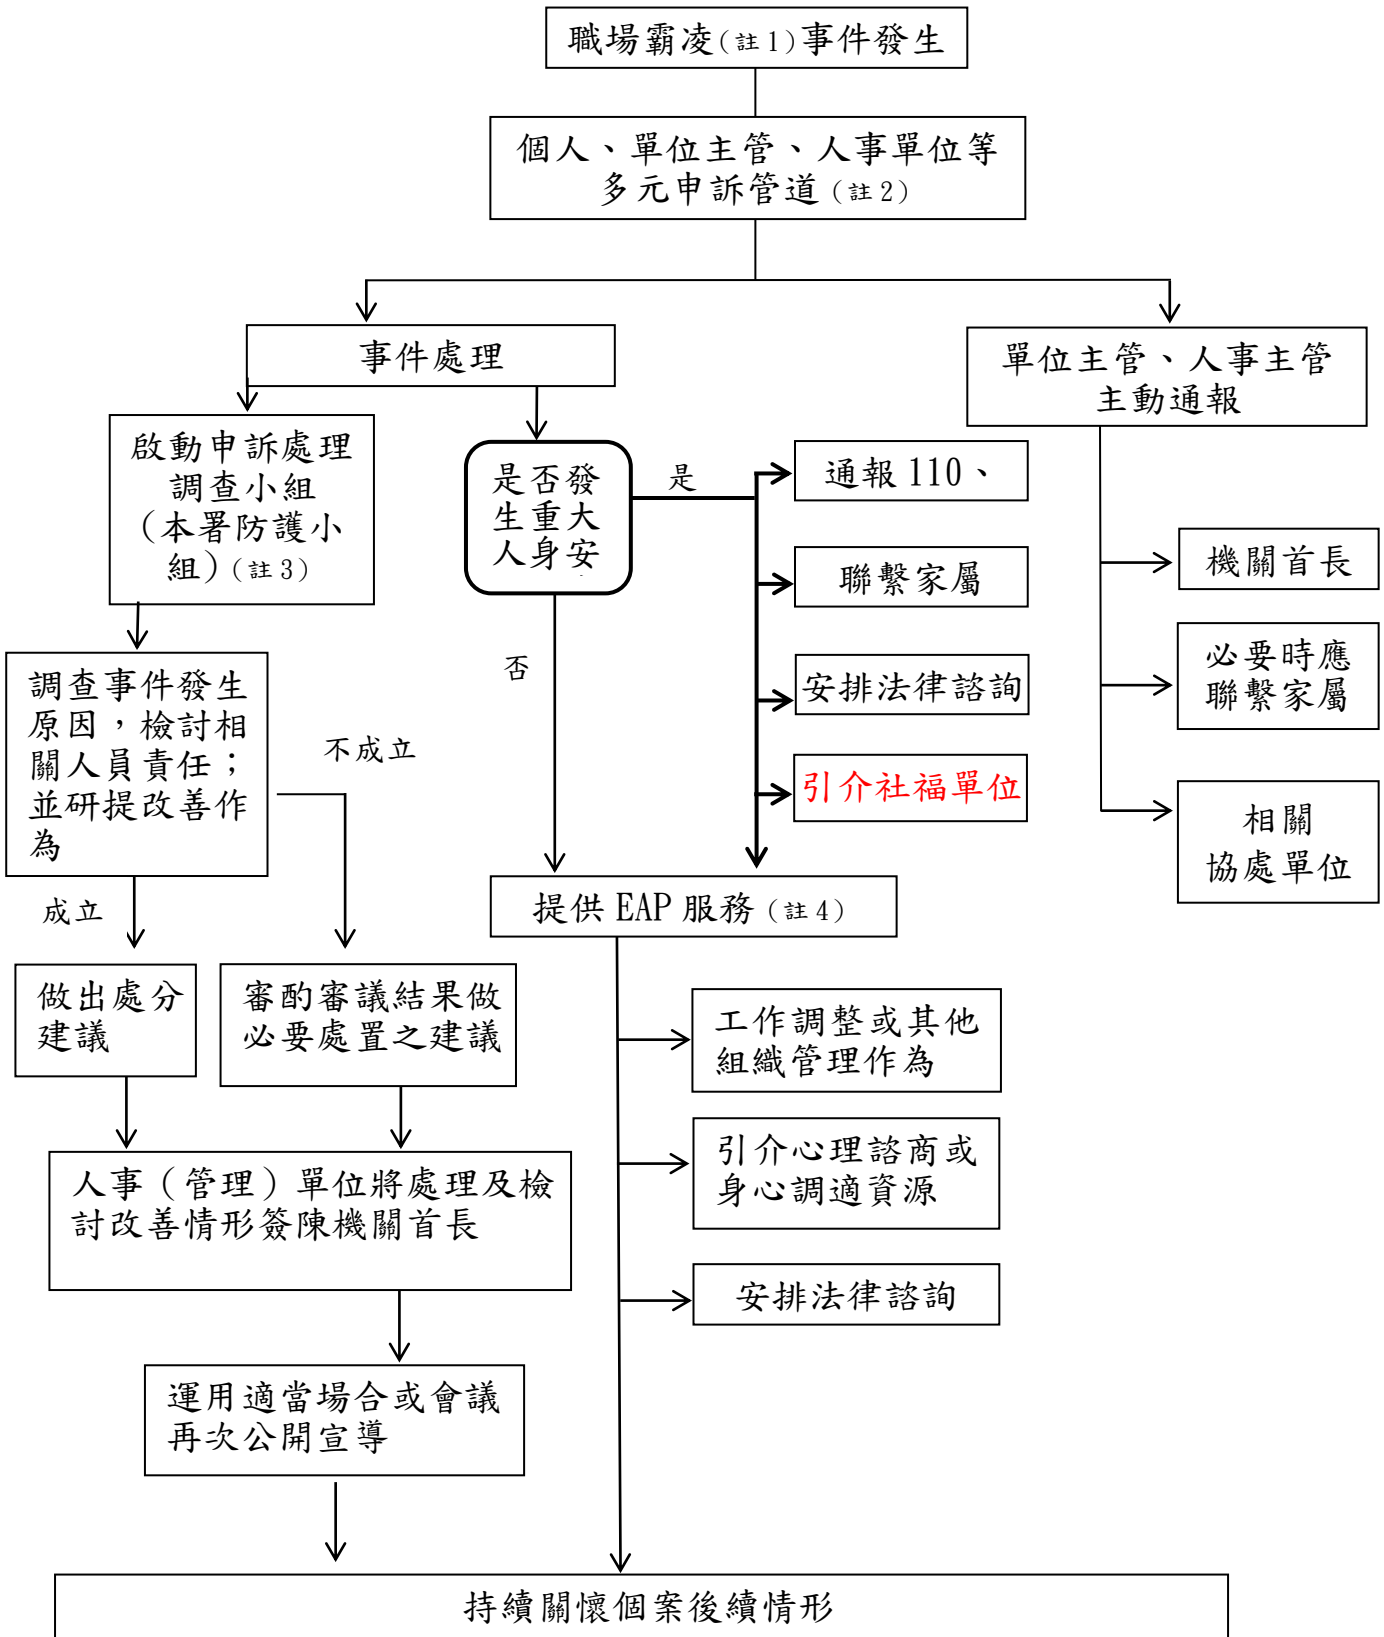 職場霸凌(註1)事件發生
個人、單位主管、人事單位等
多元申訴管道(註2)
事件處理
單位主管、人事主管
主動通報
啟動申訴處理
調查小組
(本署防護小
組)(註3)
是否發
生重大
人身安
是
否
通報 110、
聯繫家屬
安排法律諮詢
引介社福單位
機關首長
必要時應
聯繫家屬
相關
協處單位
調查事件發生
原因，檢討相
關人員責任；
並研提改善作
為
不成立
成立
提供 EAP 服務(註4)
做出處分
建議
審酌審議結果做
必要處置之建議
工作調整或其他
組織管理作為
引介心理諮商或
身心調適資源
安排法律諮詢
人事（管理）單位將處理及檢
討改善情形簽陳機關首長
運用適當場合或會議
再次公開宣導
持續關懷個案後續情形